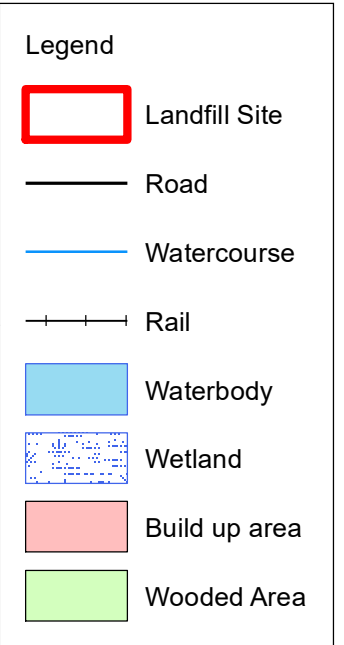 Legend
Landfill Site
Road
Watercourse
Rail
Waterbody
Wetland
Build up area
Wooded Area